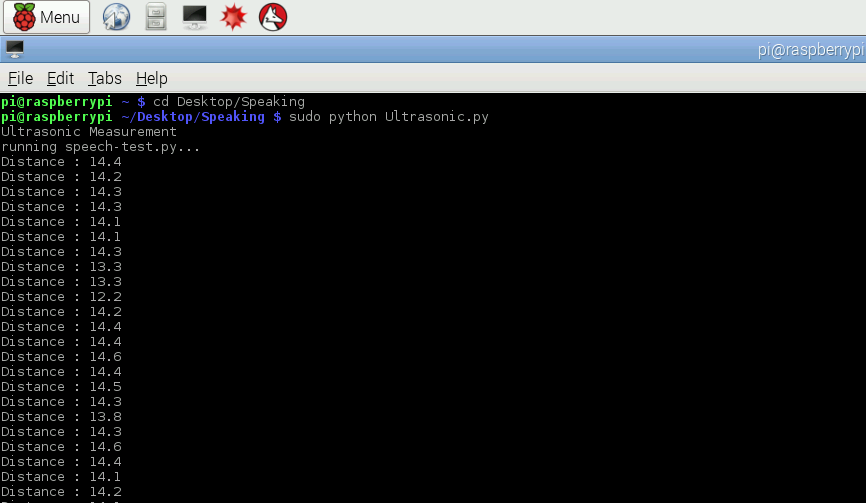 Menu
pi@raspberrypi
File Edit Tabs Help
pi@raspberrypi ~ $ cd Desktop/Speaking
pi@raspberrypi ~/Desktop/Speaking $ sudo python Ultrasonic.py
Ultrasonic Measurement
running speech-test.py...
Distance : 14.4
Distance : 14.2
Distance : 14.3
Distance : 14.3
Distance : 14.1
Distance : 14.1
Distance : 14.3
Distance : 13.3
Distance : 13.3
Distance : 12.2
Distance : 14.2
Distance : 14.4
Distance : 14.4
Distance : 14.6
Distance : 14.4
Distance : 14.5
Distance : 14.3
Distance : 13.8
Distance : 14.3
Distance : 14.6
Distance : 14.4
Distance : 14.1
Distance : 14.2